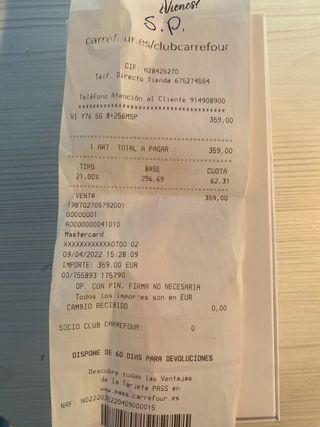 ¿Vienes?
S.P.
carrefour.es/clubcarrefour
CIF: A28425270
Telf. Directo Tienda 675274554
Teléfono Atención al Cliente 914908900
VI Y76 5G 8+256MSP 359,00
1 ART. TOTAL A PAGAR : 359,00
TIPO BASE CUOTA
21,00% 296,69 62,31
VENTA 359,00
198702705792001
00000001
A0000000041010
Mastercard
XXXXXXXXXXXX0700 02
09/04/2022 15:28:09
IMPORTE: 359.00 EUR
00/755893 175790
OP. CON PIN, FIRMA NO NECESARIA
Todos los importes son en EUR
CAMBIO RECIBIDO 0,00
SOCIO CLUB CARREFOUR: 0
DISPONE DE 60 DIAS PARA DEVOLUCIONES
Descubre todas las Ventajas
de la Tarjeta PASS en
www.pass.carrefour.es
NRF: